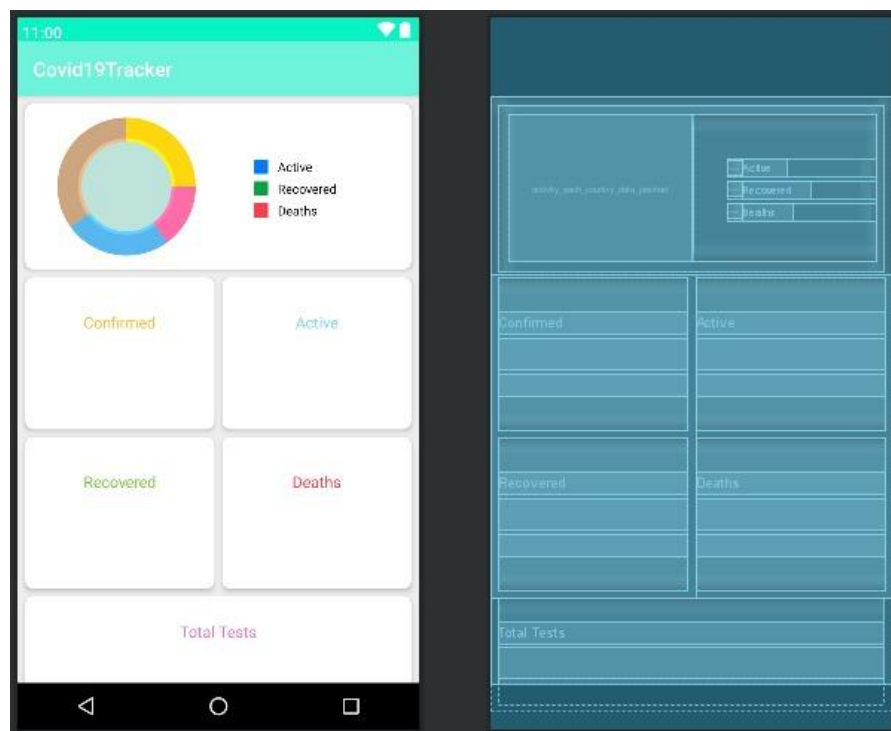 11:00
Covid19Tracker
Active
Recovered
Deaths
Confirmed
Active
Recovered
Deaths
Total Tests
Active
Recovered
Deaths
Confirmed
Active
Recovered
Deaths
Total Tests